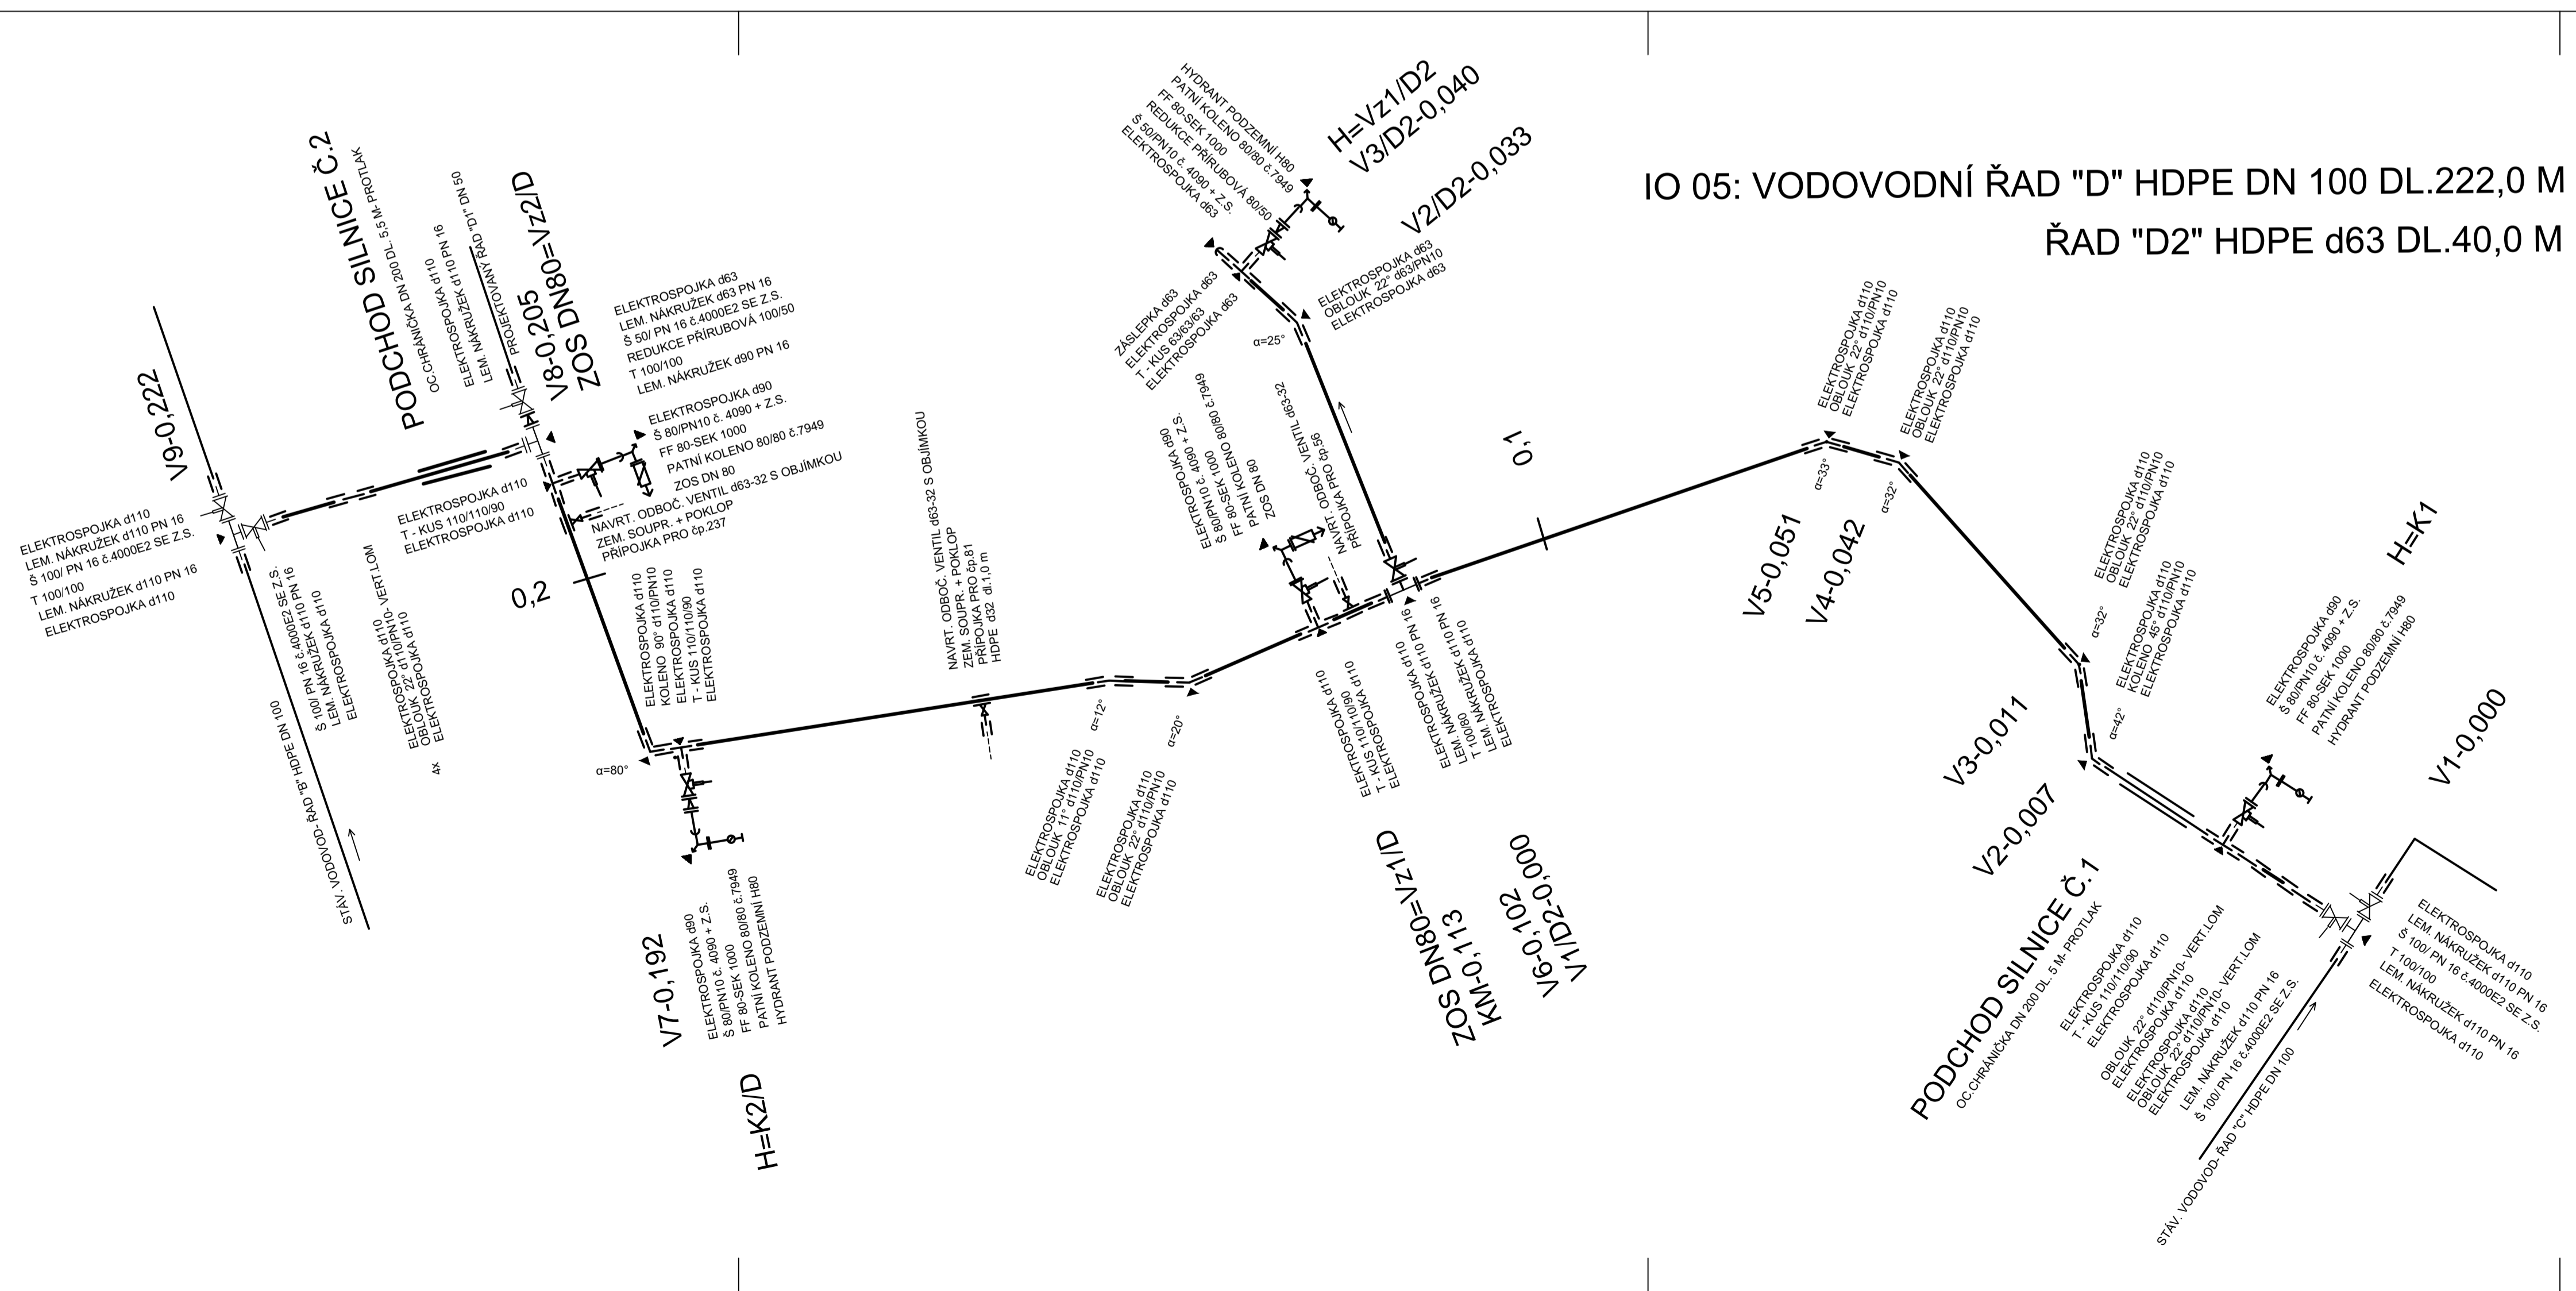 IO 05: VODOVODNÍ ŘAD "D" HDPE DN 100 DL.222,0 M
ŘAD "D2" HDPE d63 DL.40,0 M
V9-0,222
ELEKTROSPOJKA d110
LEM. NÁKRUŽEK d110 PN 16
Š 100/ PN 16 č.4000E2 SE Z.S.
T 100/100
LEM. NÁKRUŽEK d110 PN 16
ELEKTROSPOJKA d110
STÁV. VODOVOD- ŘAD "B" HDPE DN 100
Š 100/ PN 16 č.4000E2 SE Z.S.
LEM. NÁKRUŽEK d110 PN 16
ELEKTROSPOJKA d110
ELEKTROSPOJKA d110
OBLOUK 22° d110/PN10- VERT.LOM
ELEKTROSPOJKA d110
4x
PODCHOD SILNICE Č.2
OC.CHRÁNIČKA DN 200 DL. 5,5 M- PROTLAK
ELEKTROSPOJKA d110
LEM. NÁKRUŽEK d110 PN 16
PROJEKTOVANÝ ŘAD "D1" DN 50
V8-0,205
ZOS DN80=Vz2/D
ELEKTROSPOJKA d63
LEM. NÁKRUŽEK d63 PN 16
Š 50/ PN 16 č.4000E2 SE Z.S.
REDUKCE PŘÍRUBOVÁ 100/50
T 100/100
LEM. NÁKRUŽEK d90 PN 16
ELEKTROSPOJKA d90
Š 80/PN10 č. 4090 + Z.S.
FF 80-SEK 1000
PATNÍ KOLENO 80/80 č.7949
ZOS DN 80
NAVRT. ODBOČ. VENTIL d63-32 S OBJÍMKOU
ZEM. SOUPR. + POKLOP
PŘÍPOJKA PRO čp.237
ELEKTROSPOJKA d110
T - KUS 110/110/90
ELEKTROSPOJKA d110
0,2
ELEKTROSPOJKA d110
KOLENO 90° d110/PN10
ELEKTROSPOJKA d110
T - KUS 110/110/90
ELEKTROSPOJKA d110
α=80°
V7-0,192
H=K2/D
ELEKTROSPOJKA d90
Š 80/PN10 č. 4090 + Z.S.
FF 80-SEK 1000
PATNÍ KOLENO 80/80 č.7949
HYDRANT PODZEMNÍ H80
NAVRT. ODBOČ. VENTIL d63-32 S OBJÍMKOU
ZEM. SOUPR. + POKLOP
PŘÍPOJKA PRO čp.81
HDPE d32 dl.1,0 m
α=12°
ELEKTROSPOJKA d110
OBLOUK 11° d110/PN10
ELEKTROSPOJKA d110
α=20°
ELEKTROSPOJKA d110
OBLOUK 22° d110/PN10
ELEKTROSPOJKA d110
HYDRANT PODZEMNÍ H80
PATNÍ KOLENO 80/80 č.7949
FF 80-SEK 1000
REDUKCE PŘÍRUBOVÁ 80/50
Š 50/PN10 č. 4090 + Z.S.
ELEKTROSPOJKA d63
H=Vz1/D2
V3/D2-0,040
V2/D2-0,033
ELEKTROSPOJKA d63
OBLOUK 22° d63/PN10
ELEKTROSPOJKA d63
α=25°
ZÁSLEPKA d63
ELEKTROSPOJKA d63
T - KUS 63/63/63
ELEKTROSPOJKA d63
ELEKTROSPOJKA d90
Š 80/PN10 č. 4090 + Z.S.
FF 80-SEK 1000
PATNÍ KOLENO 80/80 č.7949
ZOS DN 80
NAVRT. ODBOČ. VENTIL d63-32
PŘÍPOJKA PRO čp.56
ELEKTROSPOJKA d110
T - KUS 110/110/90
ELEKTROSPOJKA d110
ELEKTROSPOJKA d110
LEM. NÁKRUŽEK d110 PN 16
T 100/80
LEM. NÁKRUŽEK d110 PN 16
ELEKTROSPOJKA d110
ZOS DN80=Vz1/D
KM-0,113
V6-0,102
V1/D2-0,000
0,1
ELEKTROSPOJKA d110
OBLOUK 22° d110/PN10
ELEKTROSPOJKA d110
α=33°
V5-0,051
ELEKTROSPOJKA d110
OBLOUK 22° d110/PN10
ELEKTROSPOJKA d110
α=32°
V4-0,042
ELEKTROSPOJKA d110
OBLOUK 22° d110/PN10
ELEKTROSPOJKA d110
α=32°
V3-0,011
ELEKTROSPOJKA d110
KOLENO 45° d110/PN10
ELEKTROSPOJKA d110
α=42°
V2-0,007
H=K1
ELEKTROSPOJKA d90
Š 80/PN10 č. 4090 + Z.S.
FF 80-SEK 1000
PATNÍ KOLENO 80/80 č.7949
HYDRANT PODZEMNÍ H80
V1-0,000
PODCHOD SILNICE Č.1
OC.CHRÁNIČKA DN 200 DL. 5 M- PROTLAK
ELEKTROSPOJKA d110
T - KUS 110/110/90
ELEKTROSPOJKA d110
OBLOUK 22° d110/PN10- VERT.LOM
ELEKTROSPOJKA d110
ELEKTROSPOJKA d110
OBLOUK 22° d110/PN10- VERT.LOM
ELEKTROSPOJKA d110
LEM. NÁKRUŽEK d110 PN 16
Š 100/ PN 16 č.4000E2 SE Z.S.
STÁV. VODOVOD- ŘAD "C" HDPE DN 100
ELEKTROSPOJKA d110
LEM. NÁKRUŽEK d110 PN 16
Š 100/ PN 16 č.4000E2 SE Z.S.
T 100/100
LEM. NÁKRUŽEK d110 PN 16
ELEKTROSPOJKA d110